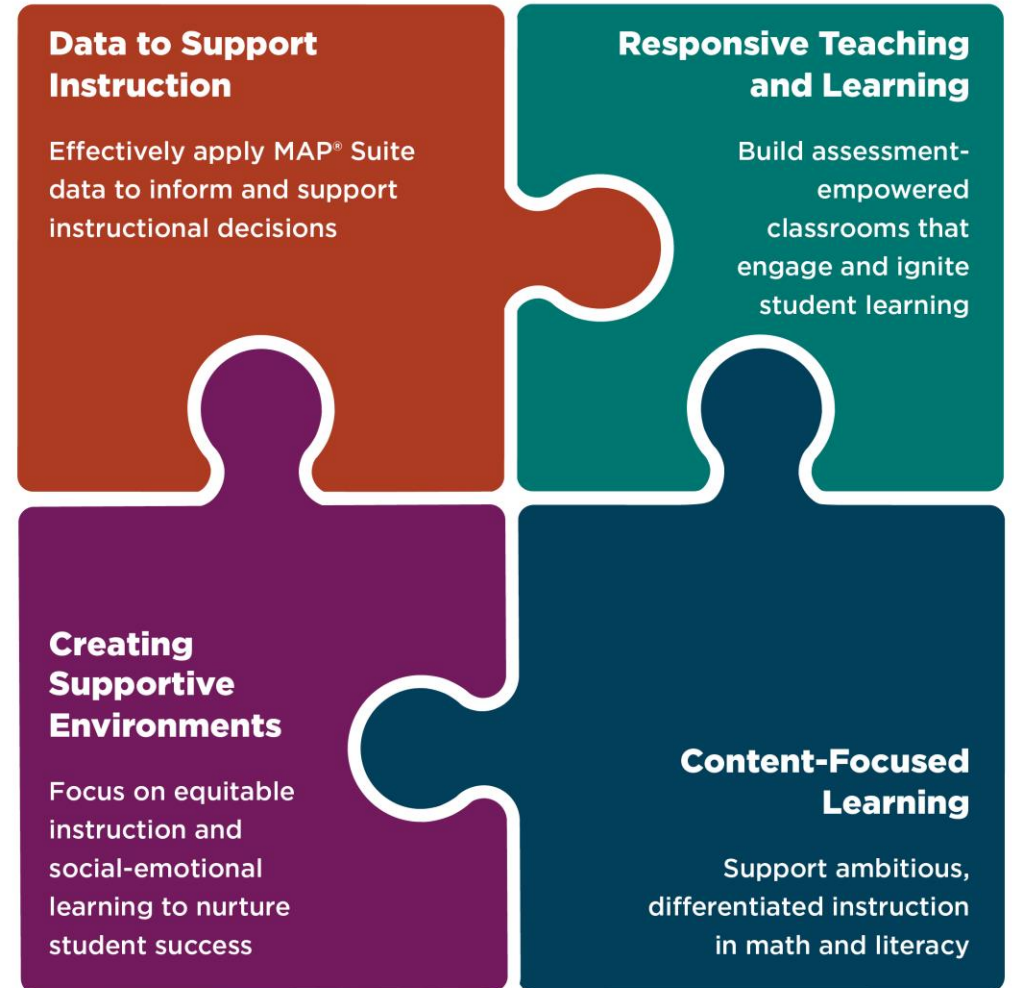 Data to Support
Instruction
Effectively apply MAP® Suite
data to inform and support
instructional decisions
Responsive Teaching
and Learning
Build assessment-
empowered
classrooms that
engage and ignite
student learning
Creating
Supportive
Environments
Focus on equitable
instruction and
social-emotional
learning to nurture
student success
Content-Focused
Learning
Support ambitious,
differentiated instruction
in math and literacy